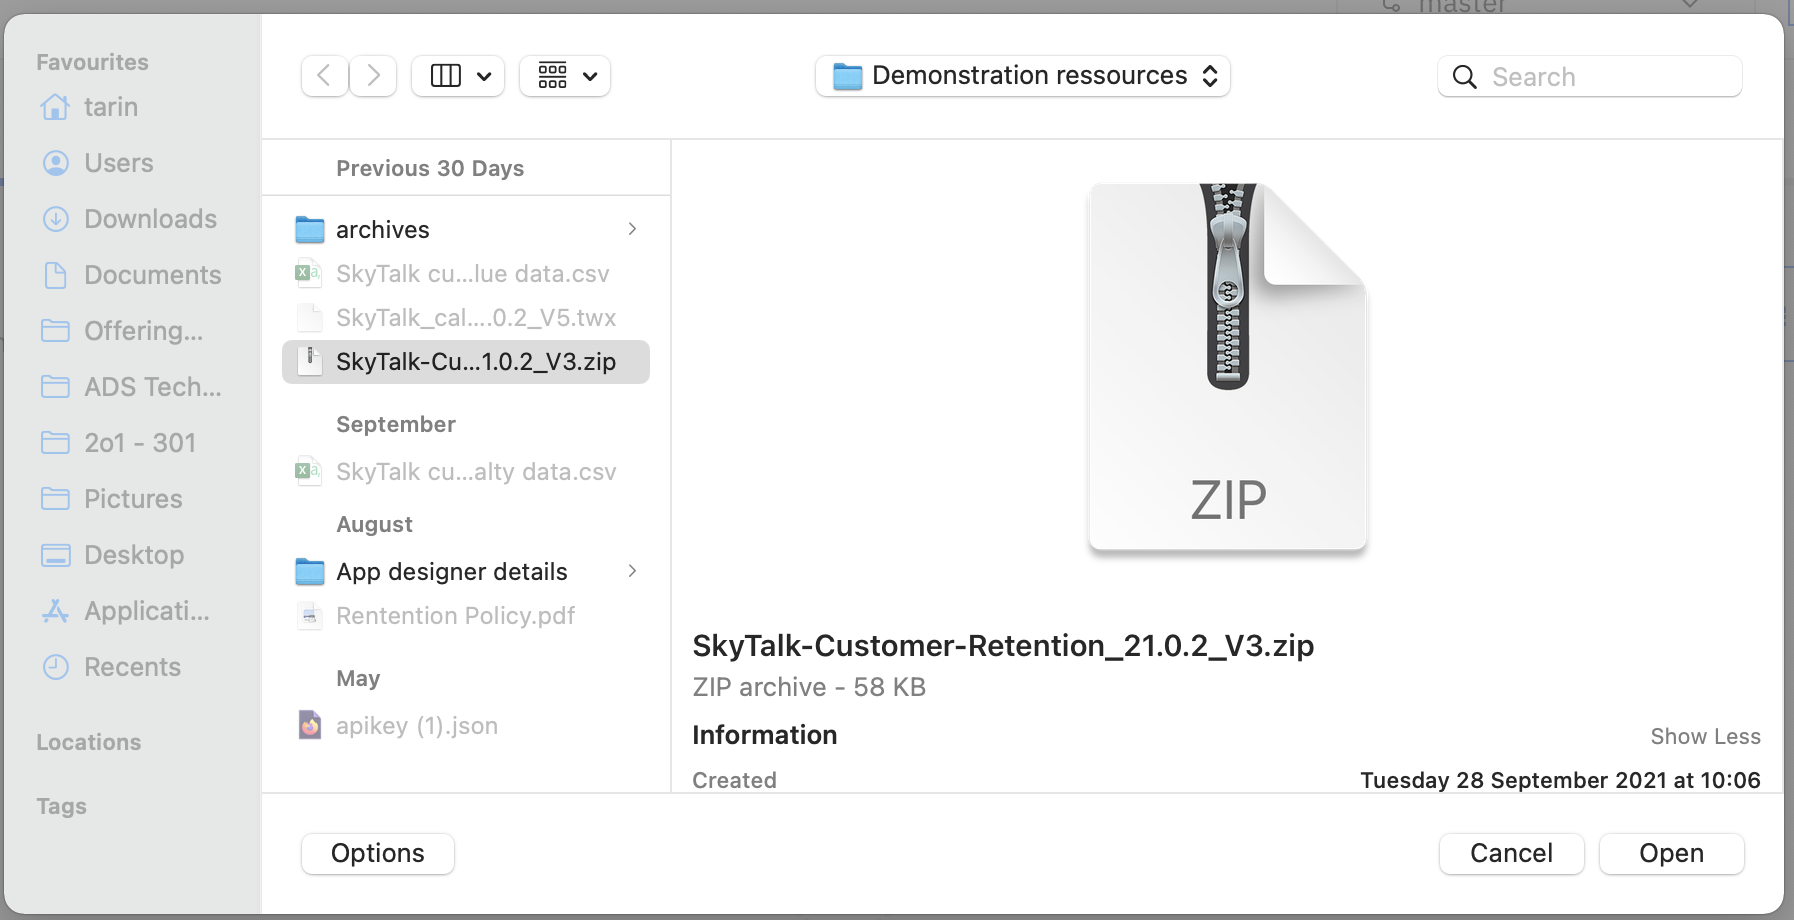 master
Favourites
tarin
Users
Downloads
Documents
Offering...
ADS Tech...
2o1 - 301
Pictures
Desktop
Applicati...
Recents
Locations
Tags
Demonstration ressources
Search
Previous 30 Days
archives
SkyTalk cu...lue data.csv
SkyTalk_cal....0.2_V5.twx
SkyTalk-Cu...1.0.2_V3.zip
September
SkyTalk cu...alty data.csv
August
App designer details
Rentention Policy.pdf
May
apikey (1).json
ZIP
SkyTalk-Customer-Retention_21.0.2_V3.zip
ZIP archive - 58 KB
Information Show Less
Created Tuesday 28 September 2021 at 10:06
Options Cancel Open